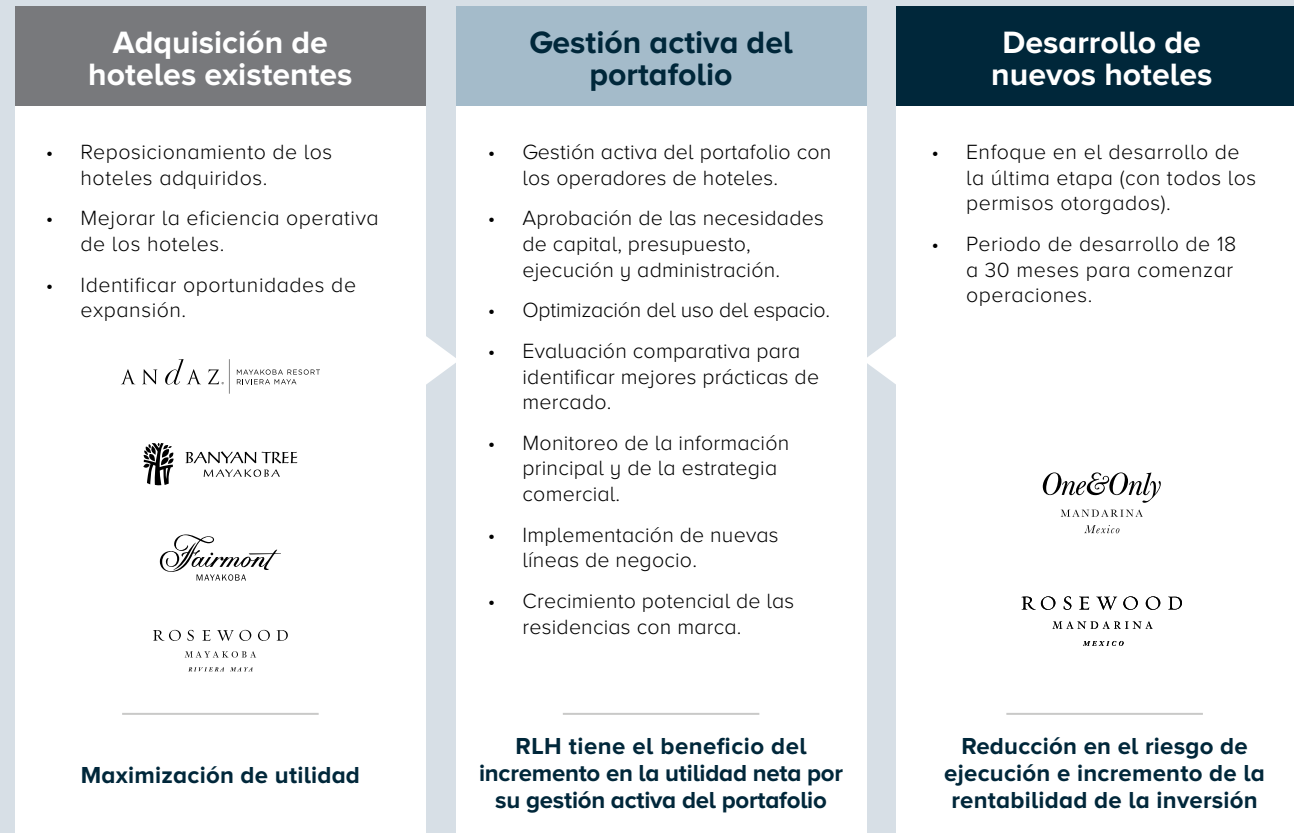 Adquisición de
hoteles existentes
• Reposicionamiento de los
hoteles adquiridos.
• Mejorar la eficiencia operativa
de los hoteles.
• Identificar oportunidades de
expansión.
ANdAZ. MAYAKOBA RESORT
RIVIERA MAYA
BANYAN TREE
MAYAKOBA
Fairmont
MAYAKOBA
ROSEWOOD
MAYAKOBA
RIVIERA MAYA
Maximización de utilidad
Gestión activa del
portafolio
• Gestión activa del portafolio con
los operadores de hoteles.
• Aprobación de las necesidades
de capital, presupuesto,
ejecución y administración.
• Optimización del uso del espacio.
• Evaluación comparativa para
identificar mejores prácticas de
mercado.
• Monitoreo de la información
principal y de la estrategia
comercial.
• Implementación de nuevas
líneas de negocio.
• Crecimiento potencial de las
residencias con marca.
RLH tiene el beneficio del
incremento en la utilidad neta por
su gestión activa del portafolio
Desarrollo de
nuevos hoteles
• Enfoque en el desarrollo de
la última etapa (con todos los
permisos otorgados).
• Periodo de desarrollo de 18
a 30 meses para comenzar
operaciones.
One&Only
MANDARINA
Mexico
ROSEWOOD
MANDARINA
MEXICO
Reducción en el riesgo de
ejecución e incremento de la
rentabilidad de la inversión